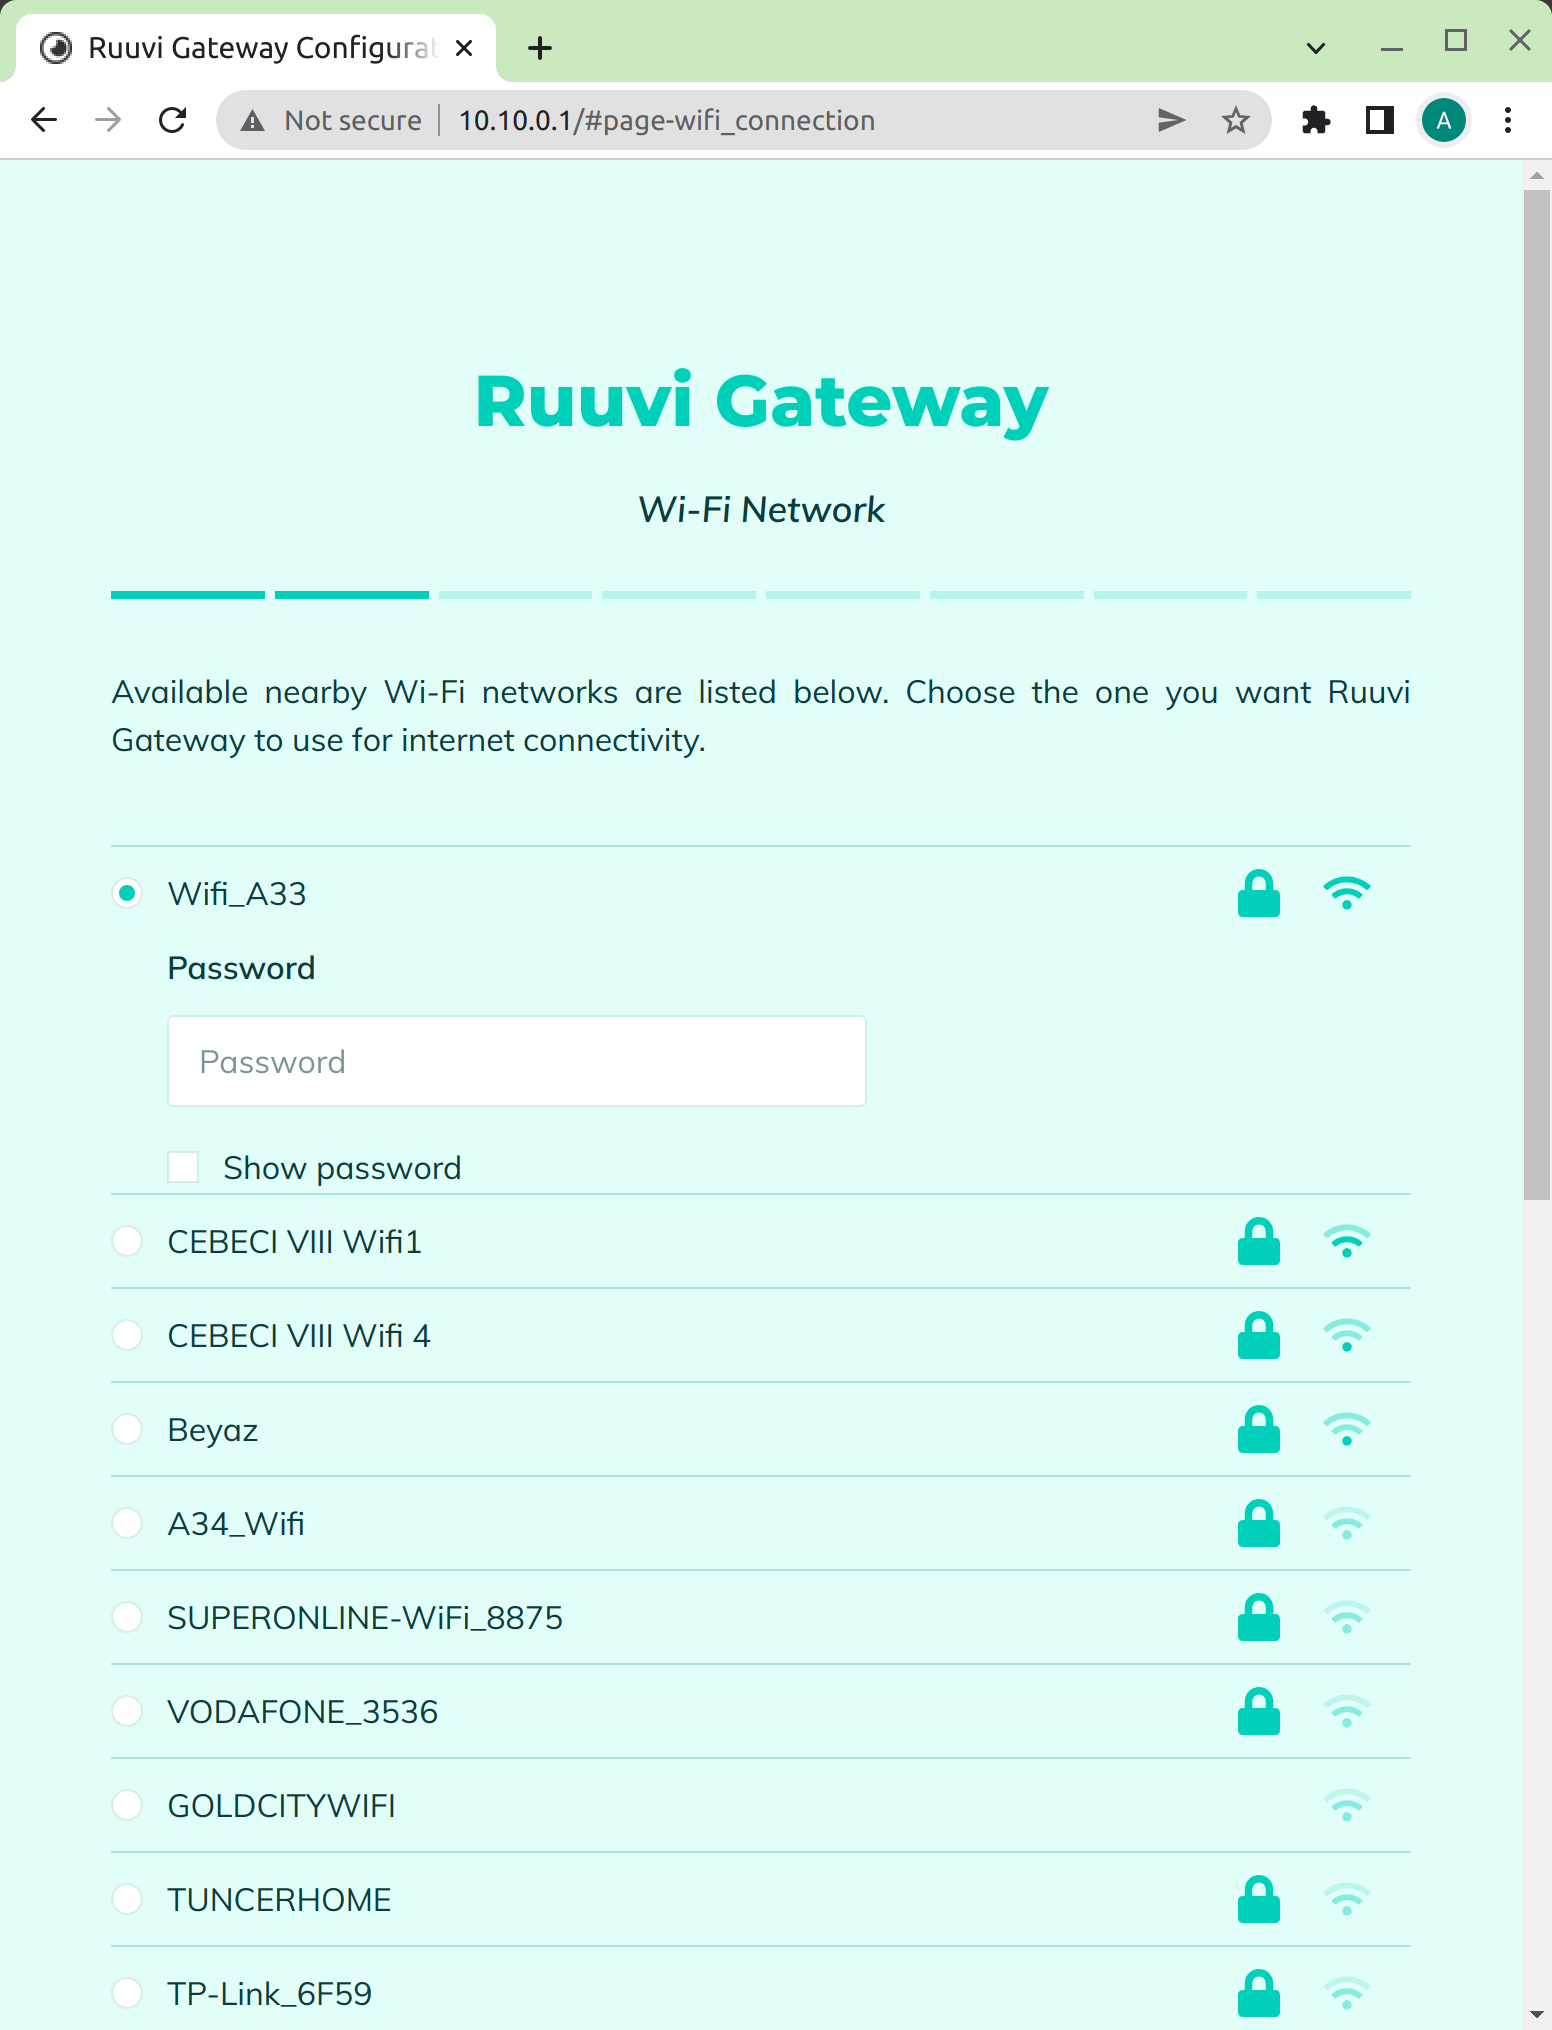 Ruuvi Gateway Configurat
Not secure
10.10.0.1/#page-wifi_connection
A
Ruuvi Gateway
Wi-Fi Network
Available nearby Wi-Fi networks are listed below. Choose the one you want Ruuvi
Gateway to use for internet connectivity.
Wifi_A33
Password
Password
Show password
CEBECI VIII Wifi1
CEBECI VIII Wifi 4
Beyaz
A34_Wifi
SUPERONLINE-WiFi_8875
VODAFONE_3536
GOLDCITYWIFI
TUNCERHOME
TP-Link_6F59